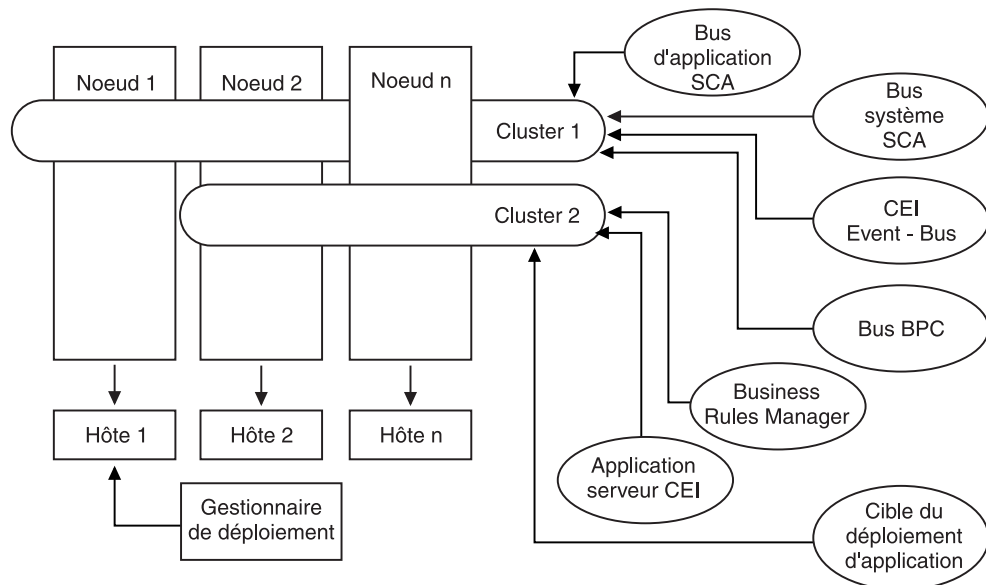 Noeud 1
Noeud 2
Noeud n
Bus
d'application
SCA
Bus
système
SCA
Cluster 1
Cluster 2
CEI
Event - Bus
Bus BPC
Business
Rules Manager
Hôte 1
Hôte 2
Hôte n
Application
serveur CEI
Gestionnaire
de déploiement
Cible du
déploiement
d'application